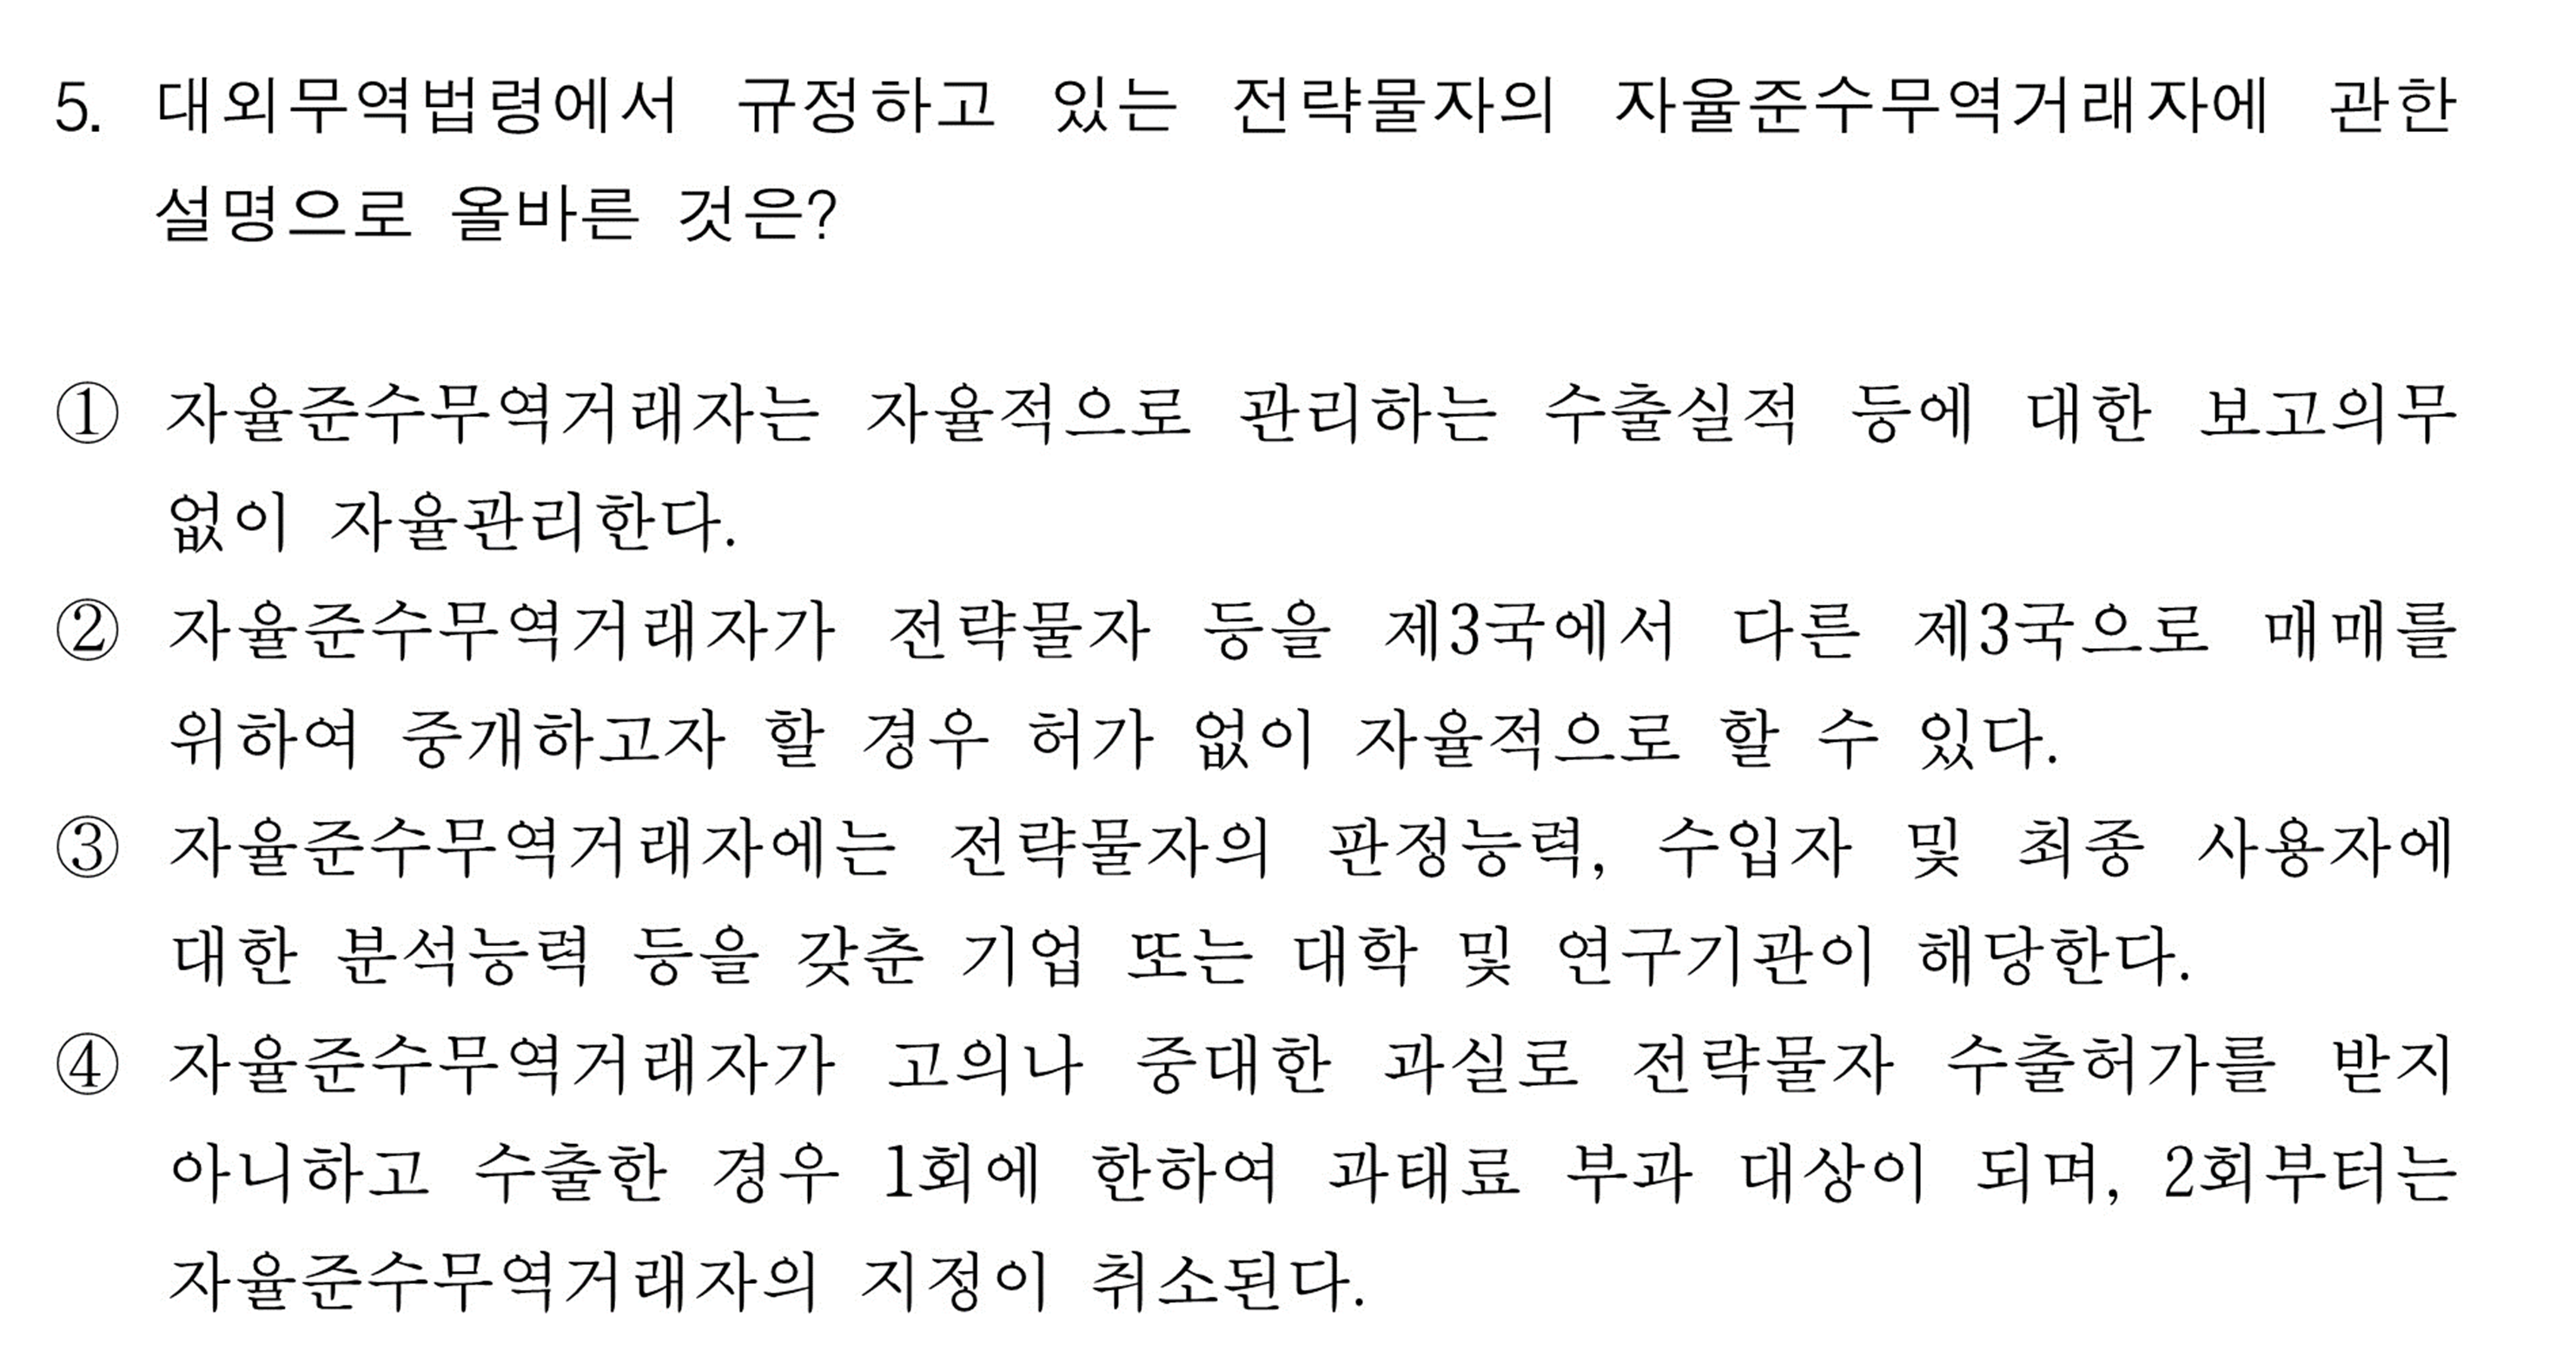 5. 대외무역법령에서 규정하고 있는 전략물자의 자율준수무역거래자에 관한
설명으로 올바른 것은?
① 자율준수무역거래자는 자율적으로 관리하는 수출실적 등에 대한 보고의무
없이 자율관리한다.
② 자율준수무역거래자가 전략물자 등을 제3국에서 다른 제3국으로 매매를
위하여 중개하고자 할 경우 허가 없이 자율적으로 할 수 있다.
③ 자율준수무역거래자에는 전략물자의 판정능력, 수입자 및 최종 사용자에
대한 분석능력 등을 갖춘 기업 또는 대학 및 연구기관이 해당한다.
④ 자율준수무역거래자가 고의나 중대한 과실로 전략물자 수출허가를 받지
아니하고 수출한 경우 1회에 한하여 과태료 부과 대상이 되며, 2회부터는
자율준수무역거래자의 지정이 취소된다.